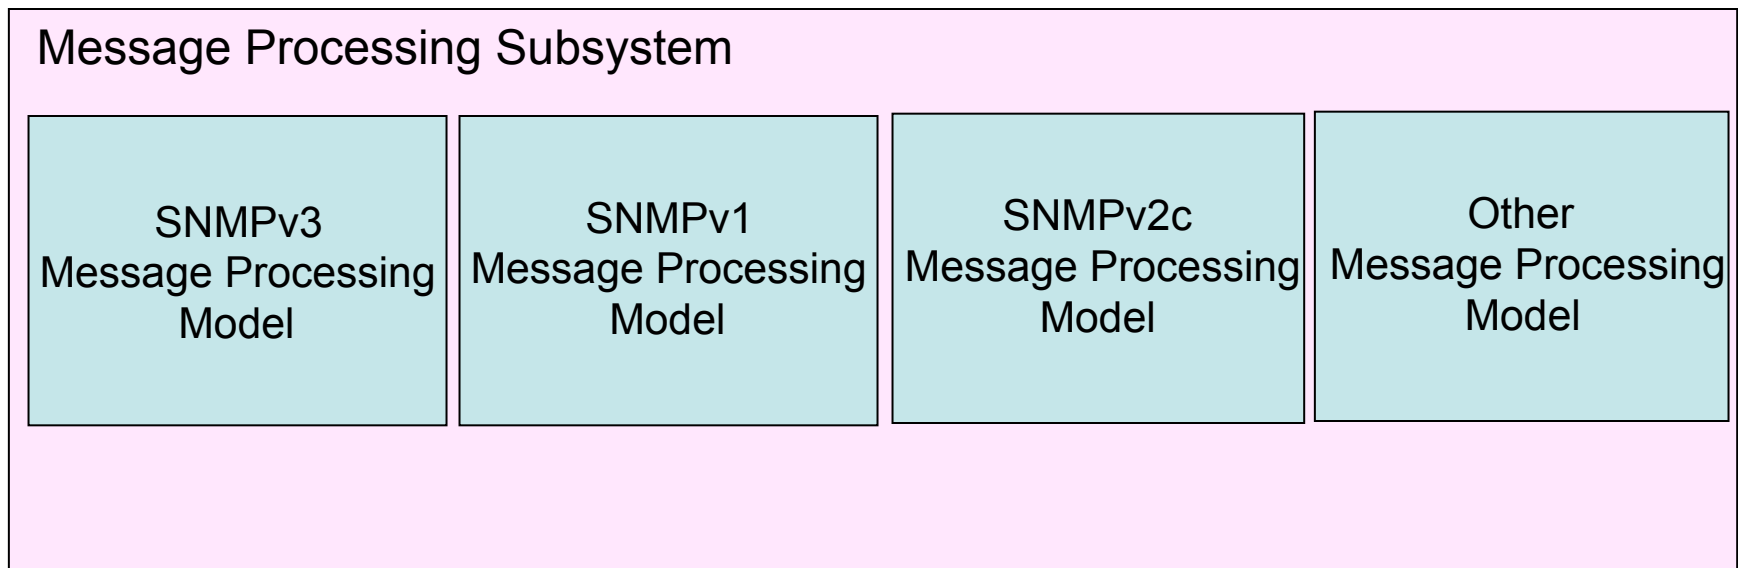 Message Processing Subsystem
SNMPv3
Message Processing
Model
SNMPv1
Message Processing
Model
SNMPv2c
Message Processing
Model
Other
Message Processing
Model